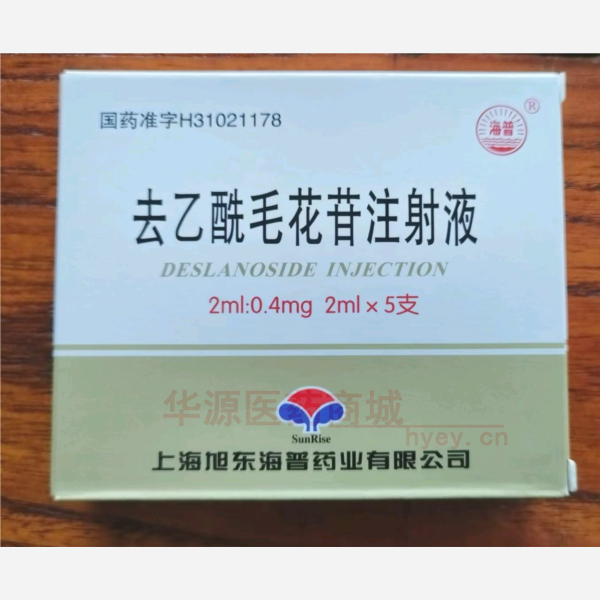 国药准字H31021178
海普
®
去乙酰毛花苷注射液
DESLANOSIDE INJECTION
2ml:0.4mg 2ml×5支
华源医药商城
hyey.cn
SunRise
上海旭东海普药业有限公司